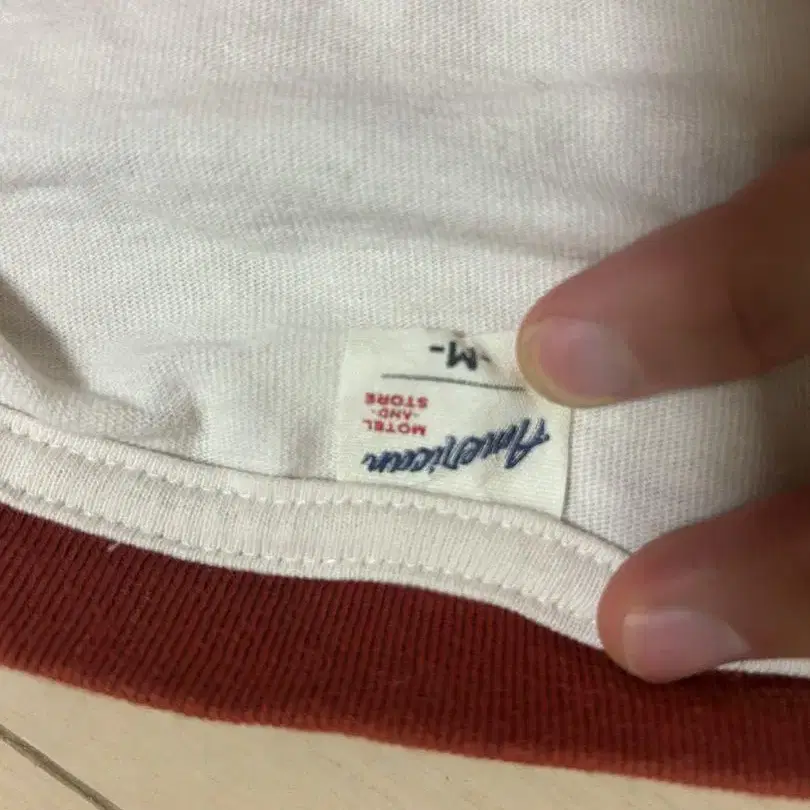 American
MOTEL
-AND-
STORE
-M-